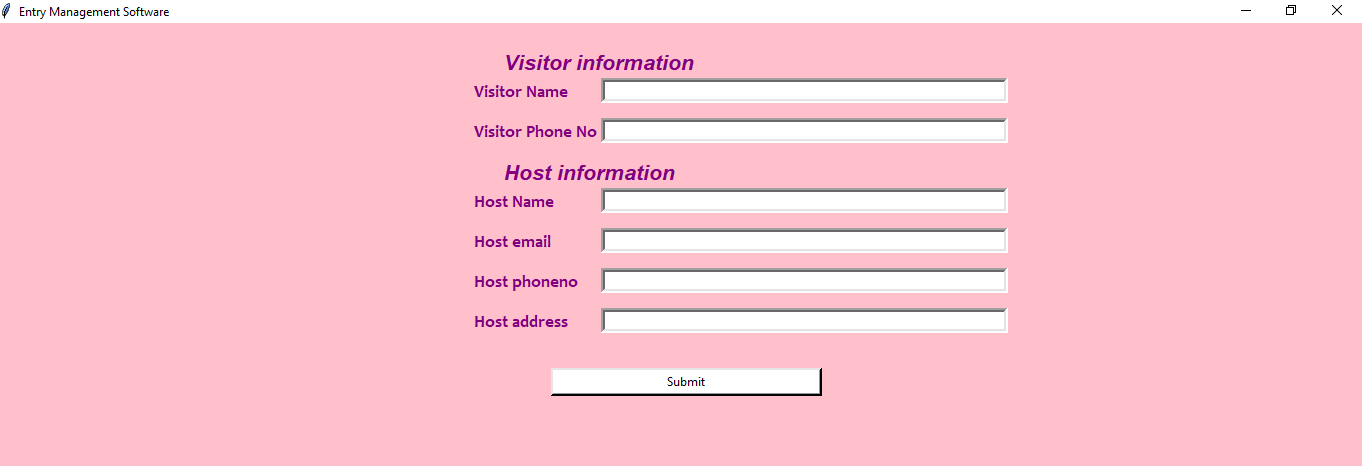 Entry Management Software
Visitor information
Visitor Name
Visitor Phone No
Host information
Host Name
Host email
Host phoneno
Host address
Submit